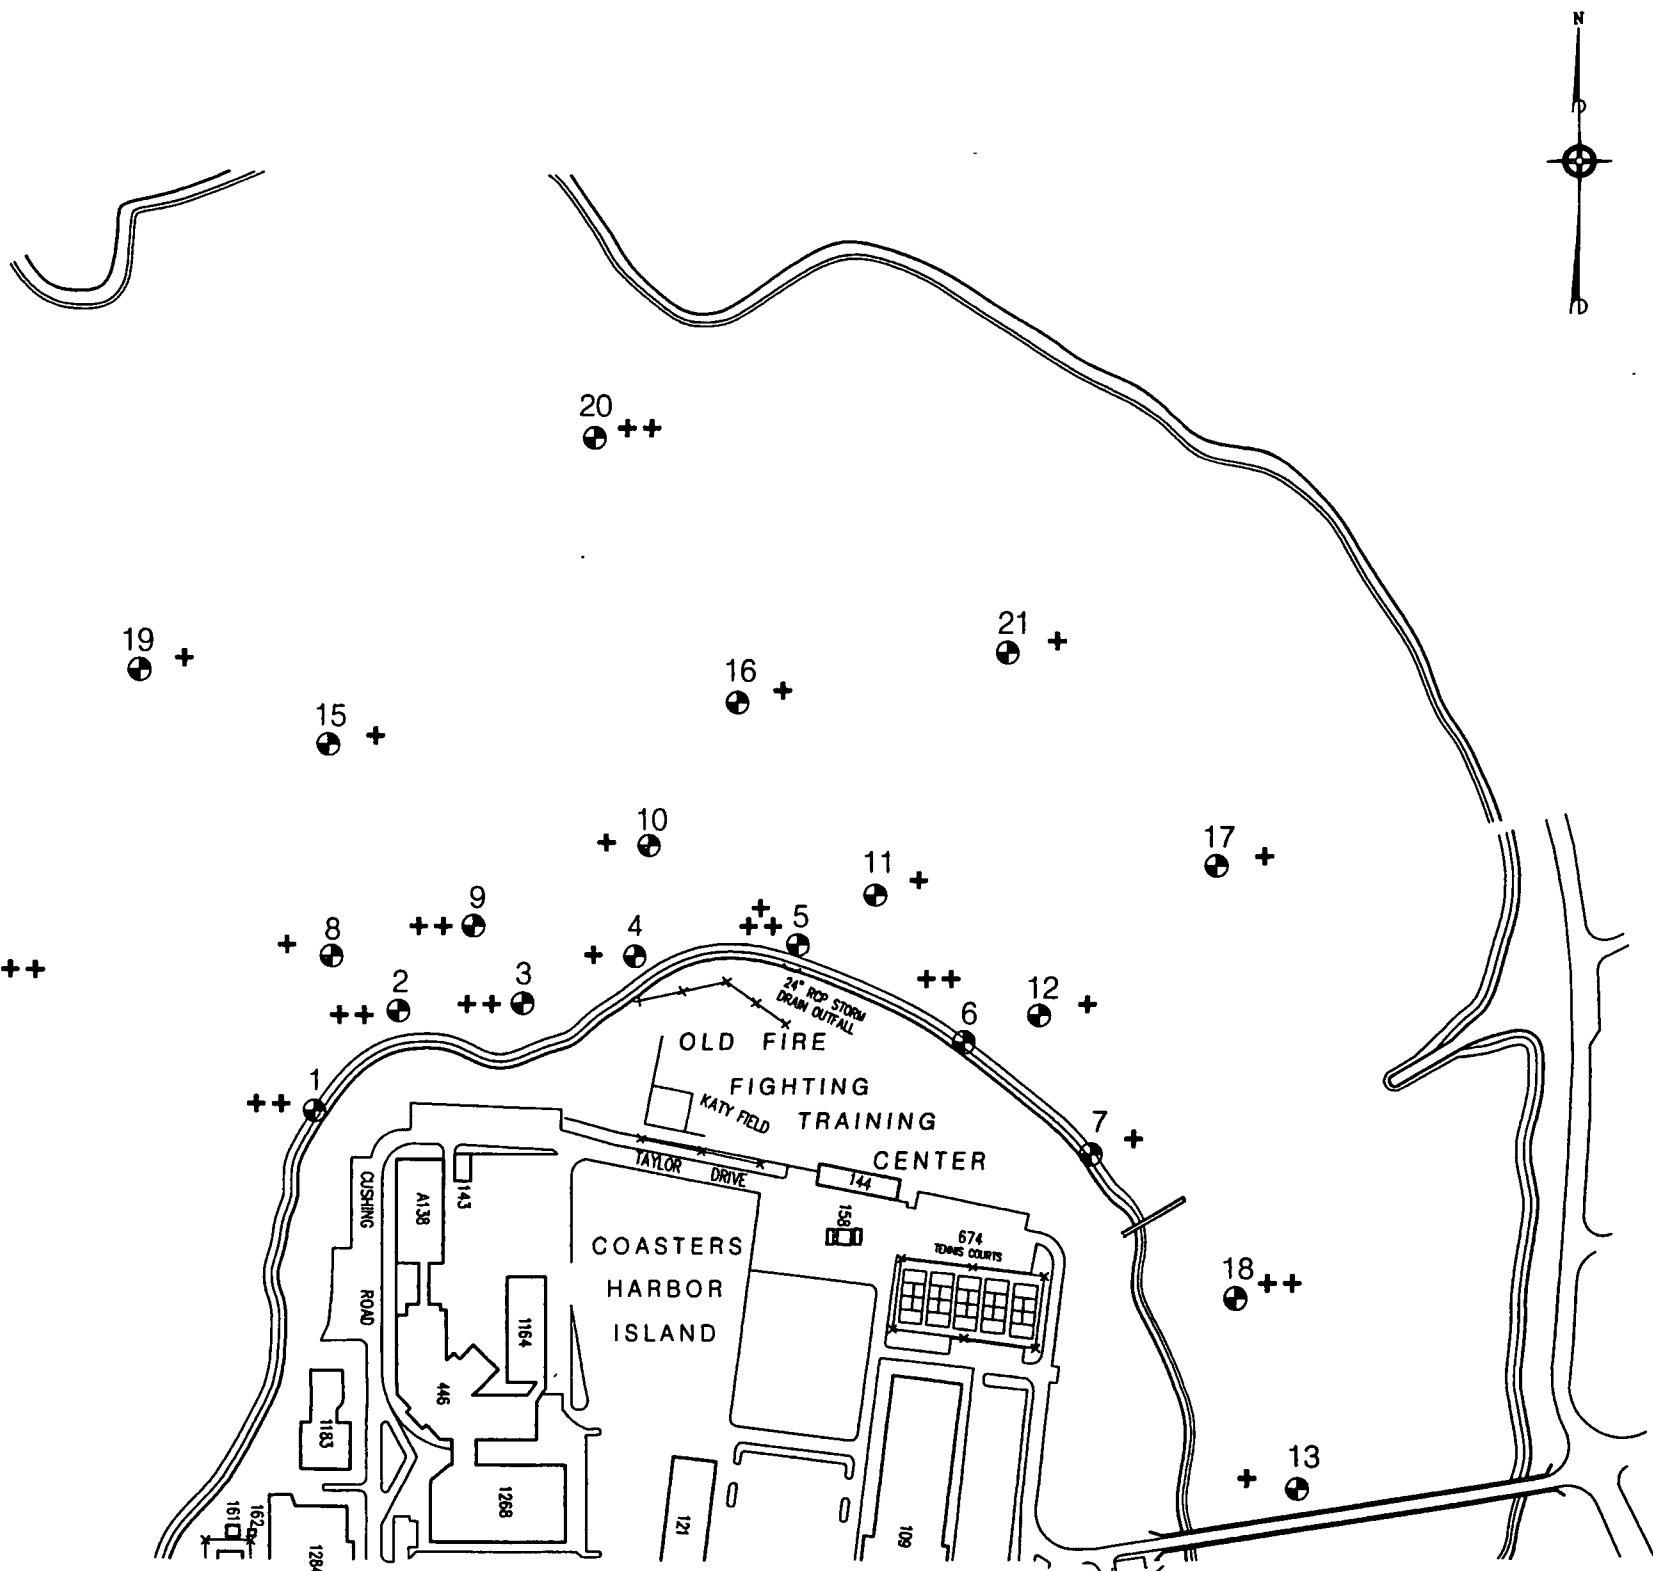 N
20 ++
19 +
21 +
16 +
15 +
10
+
17 +
11 +
9
++
5
+
++
8
+
4
+
++
2
++
3
++
12 +
++
6
24" RCP STORM
DRAIN OUTFALL
OLD FIRE
FIGHTING
TRAINING
CENTER
1
++
KATY FIELD
7 +
TAYLOR DRIVE
144
143
A138
CUSHING
ROAD
158
674
TENNIS COURTS
COASTERS
HARBOR
ISLAND
18 ++
1164
446
1183
13
+
1268
161
162
121
109
1284